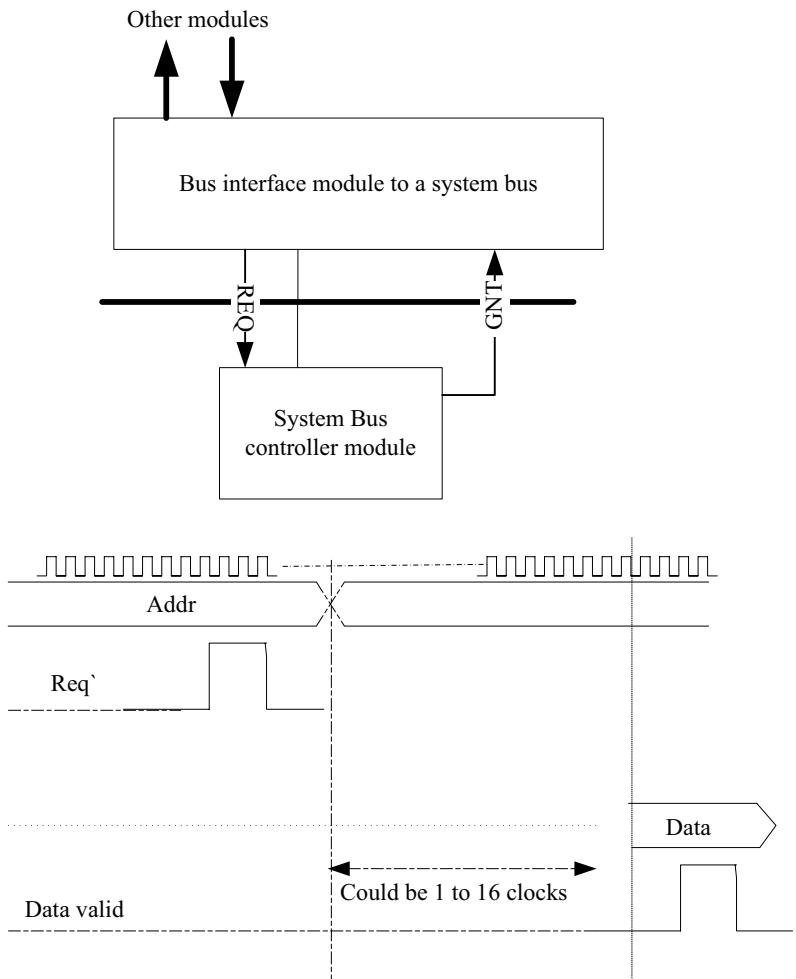 Other modules
Bus interface module to a system bus
REQ
GNT
System Bus
controller module
Addr
Req`
Data
Could be 1 to 16 clocks
Data valid